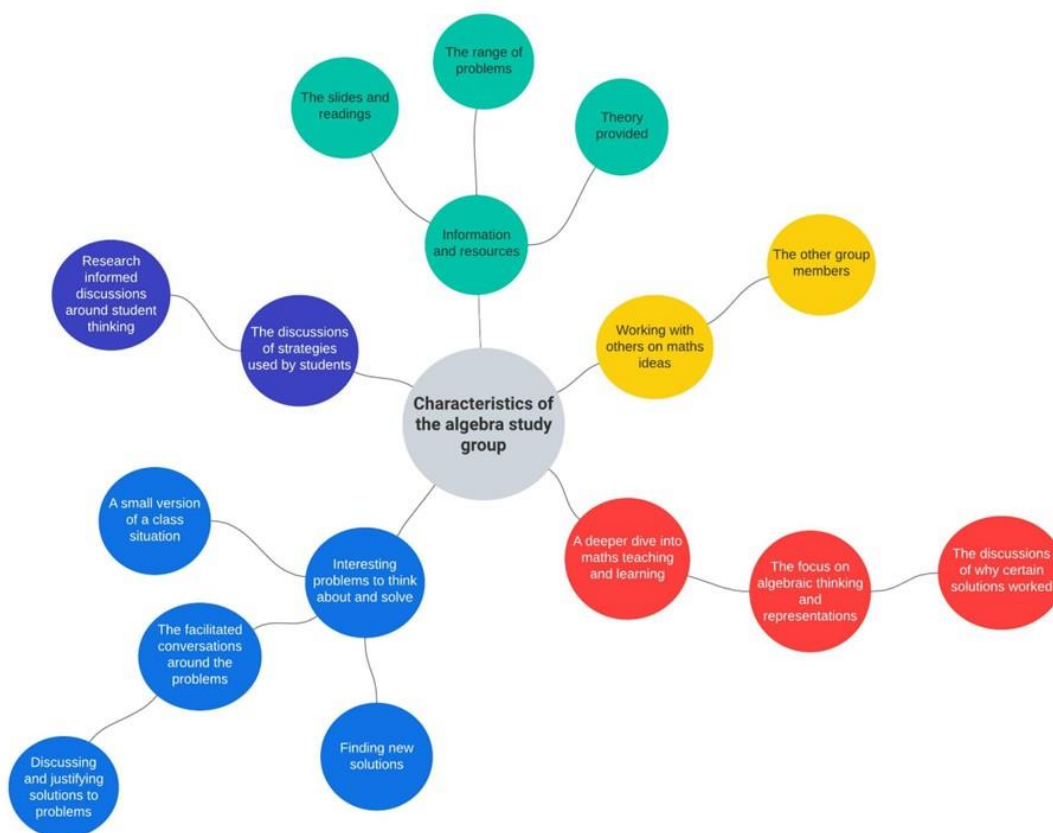 The range of
problems
The slides and
readings
Theory
provided
Information
and resources
The other group
members
Working with
others on maths
ideas
Research
informed
discussions
around student
thinking
The discussions
of strategies
used by students
Characteristics of
the algebra study
group
A small version
of a class
situation
Interesting
problems to think
about and solve
The facilitated
conversations
around the
problems
Discussing
and justifying
solutions to
problems
Finding new
solutions
A deeper dive into
maths teaching
and learning
The focus on
algebraic thinking
and
representations
The discussions
of why certain
solutions worked